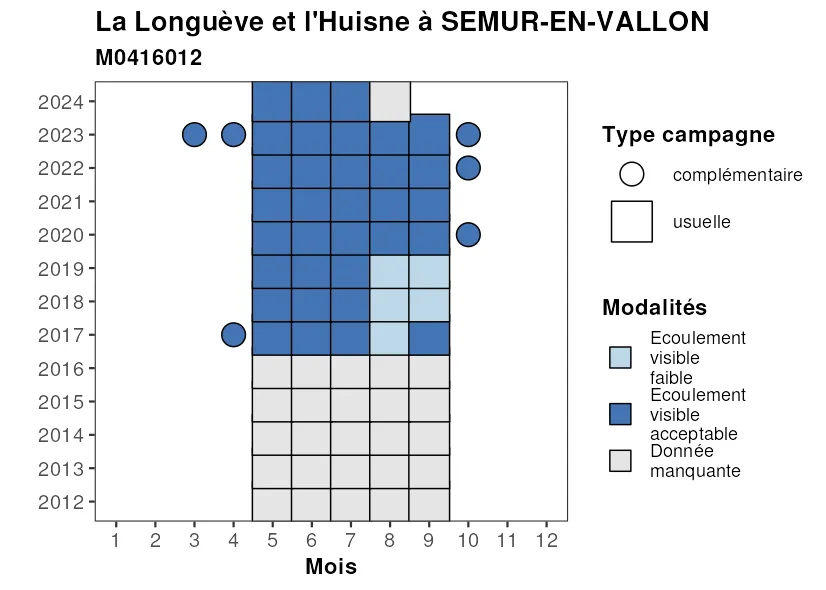 La Longuève et l'Huisne à SEMUR-EN-VALLON
M0416012
2024
2023
2022
2021
2020
2019
2018
2017
2016
2015
2014
2013
2012
1 2 3 4 5 6 7 8 9 10 11 12
Mois
Type campagne
complémentaire
usuelle
Modalités
Ecoulement
visible
faible
Ecoulement
visible
acceptable
Donnée
manquante